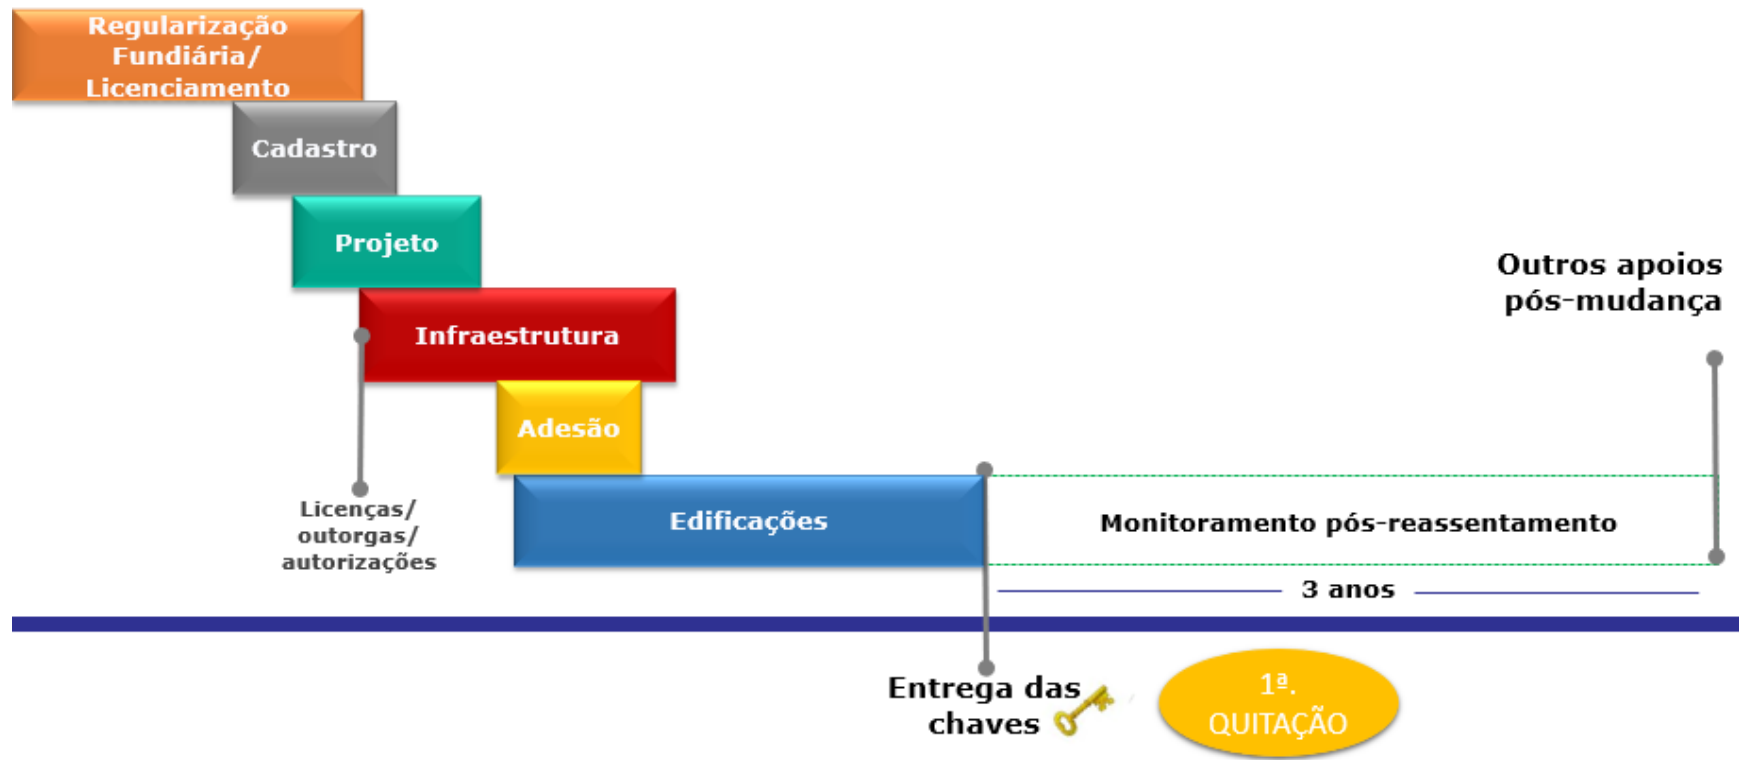 Regularização
Fundiária/
Licenciamento
Cadastro
Projeto
Outros apoios
pós-mudança
Infraestrutura
Adesão
Licenças/
outorgas/
autorizações
Edificações
Monitoramento pós-reassentamento
3 anos
Entrega das
chaves
1ª.
QUITAÇÃO